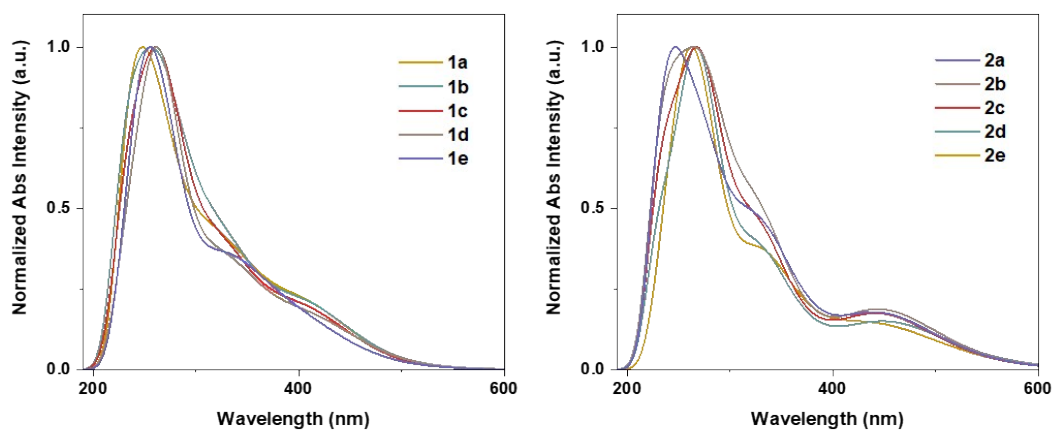 Normalized Abs Intensity (a.u.)
1.0
0.5
0.0
200
400
600
Wavelength (nm)
1a
1b
1c
1d
1e
Normalized Abs Intensity (a.u.)
1.0
0.5
0.0
200
400
600
Wavelength (nm)
2a
2b
2c
2d
2e